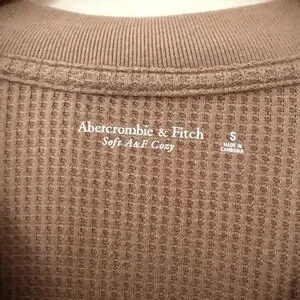 Abercrombie & Fitch
Soft A&F Cozy
S
MADE IN
CAMBODIA